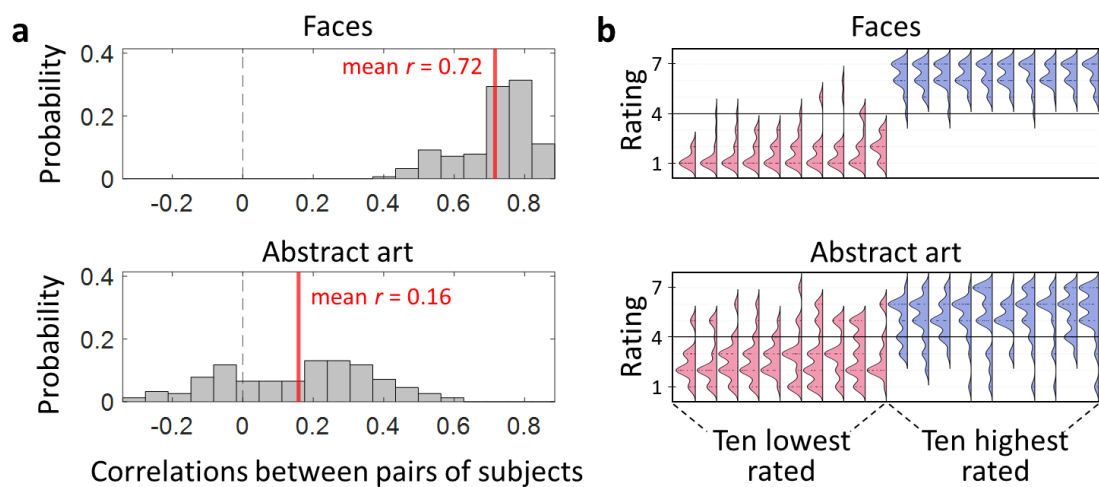 a
Faces
Probability
0.4
0.2
0
mean r = 0.72
-0.2 0 0.2 0.4 0.6 0.8
Abstract art
Probability
0.4
0.2
0
mean r = 0.16
-0.2 0 0.2 0.4 0.6 0.8
Correlations between pairs of subjects
b
Faces
Rating
7
4
1
Abstract art
Rating
7
4
1
Ten lowest
rated
Ten highest
rated